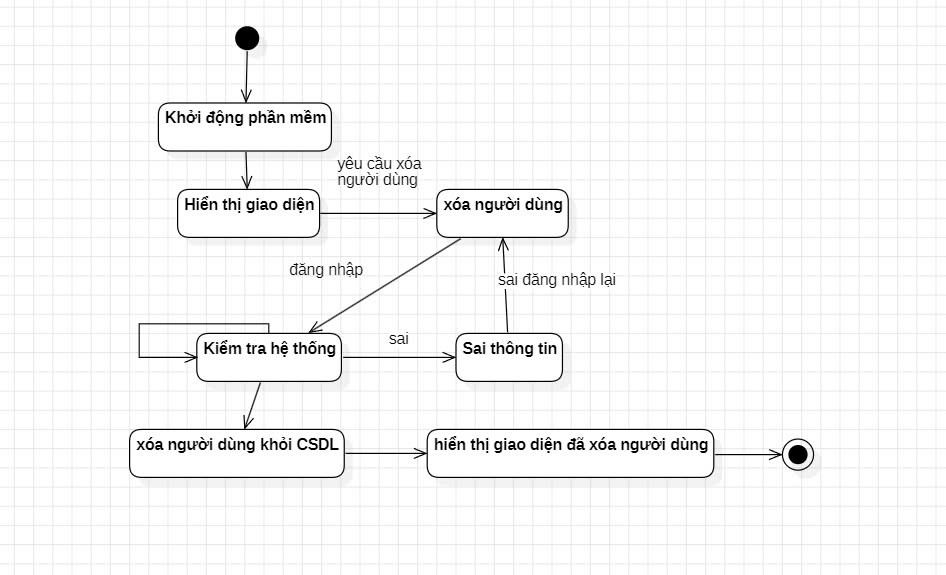 Khởi động phần mềm
yêu cầu xóa
người dùng
Hiển thị giao diện
xóa người dùng
đăng nhập
sai đăng nhập lại
sai
Kiểm tra hệ thống
Sai thông tin
xóa người dùng khỏi CSDL
hiển thị giao diện đã xóa người dùng